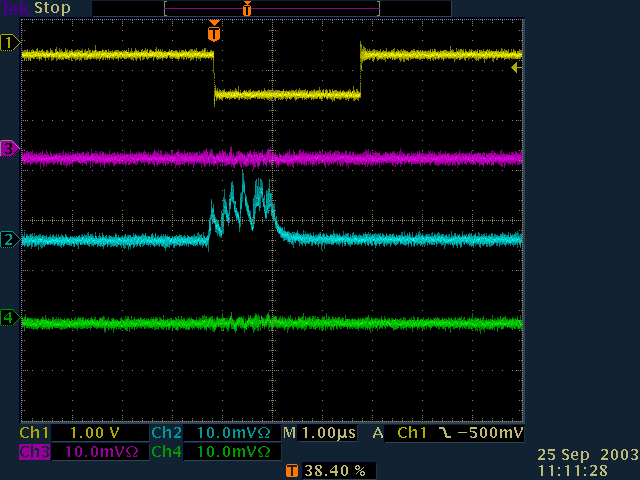 Tek Stop
T
T
1
3
2
4
Ch1 1.00 V Ch2 10.0mVΩ M 1.00µs A Ch1 ↘ −500mV
Ch3 10.0mVΩ Ch4 10.0mVΩ
T 38.40 %
25 Sep 2003
11:11:28